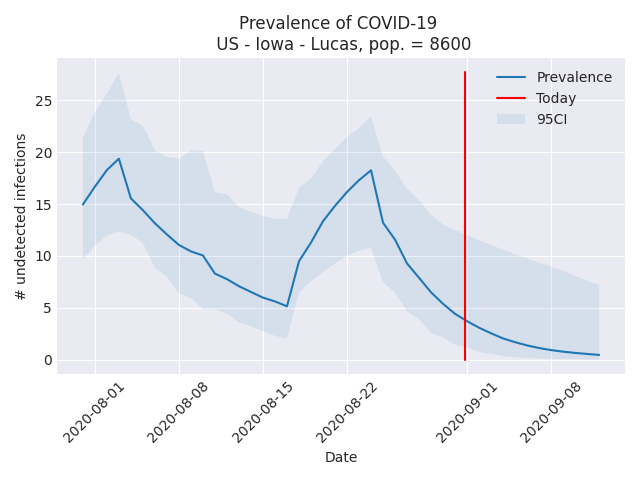 Prevalence of COVID-19
US - Iowa - Lucas, pop. = 8600
Prevalence
Today
95CI
# undetected infections
25
20
15
10
5
0
2020-08-01
2020-08-08
2020-08-15
2020-08-22
2020-09-01
2020-09-08
Date